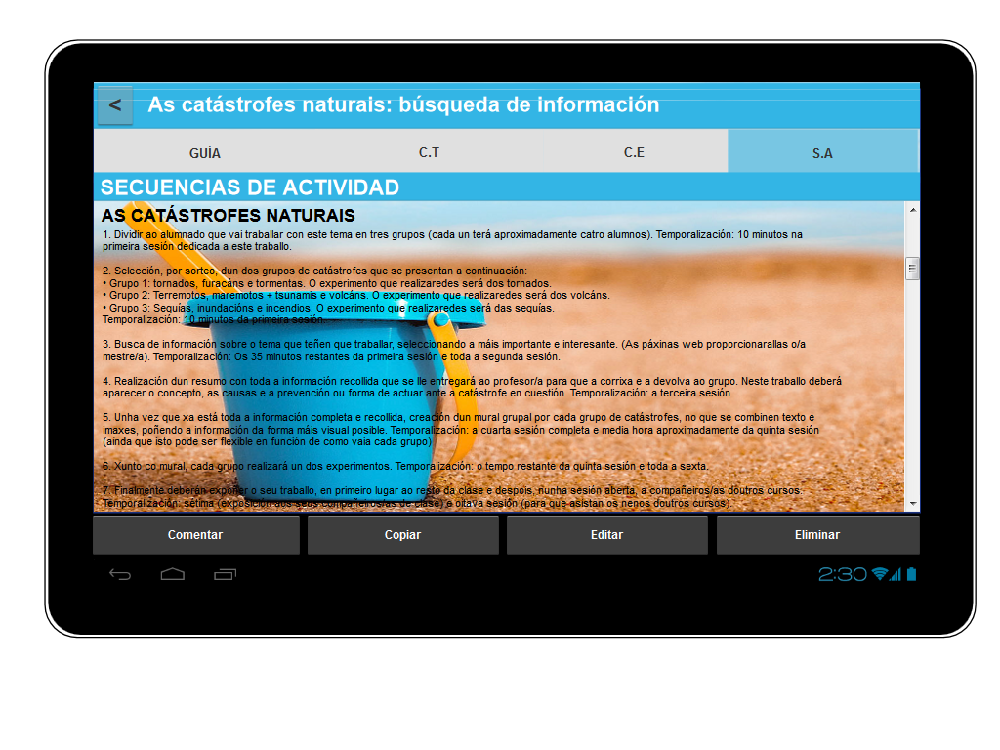 <
As catástrofes naturais: búsqueda de información
GUÍA
C.T
C.E
S.A
SECUENCIAS DE ACTIVIDAD
AS CATÁSTROFES NATURAIS
1. Dividir ao alumnado que vai traballar con este tema en tres grupos (cada un terá aproximadamente catro alumnos). Temporalización: 10 minutos na
primeira sesión dedicada a este traballo.
2. Selección, por sorteo, dun dos grupos de catástrofes que se presentan a continuación:
• Grupo 1: tornados, furacáns e tormentas. O experimento que realizaredes será dos tornados.
• Grupo 2: Terremotos, maremotos + tsunamis e volcáns. O experimento que realizaredes será dos volcáns.
• Grupo 3: Sequías, inundacións e incendios. O experimento que realizaredes será das sequías.
Temporalización: 10 minutos da primeira sesión.
3. Busca de información sobre o tema que teñen que traballar, seleccionando a máis importante e interesante. (As páxinas web proporcionarallas o/a
mestre/a). Temporalización: Os 35 minutos restantes da primeira sesión e toda a segunda sesión.
4. Realización dun resumo con toda a información recollida que se lle entregará ao profesor/a para que a corrixa e a devolva ao grupo. Neste traballo deberá
aparecer o concepto, as causas e a prevención ou forma de actuar ante a catástrofe en cuestión. Temporalización: a terceira sesión
5. Unha vez que xa está toda a información completa e recollida, creación dun mural grupal por cada grupo de catástrofes, no que se combinen texto e
imaxes, poñendo a información da forma máis visual posible. Temporalización: a cuarta sesión completa e media hora aproximadamente da quinta sesión
(aínda que isto pode ser flexible en función de como vaia cada grupo)
6. Xunto co mural, cada grupo realizará un dos experimentos. Temporalización: o tempo restante da quinta sesión e toda a sexta.
7. Finalmente deberán expoñer o seu traballo, en primeiro lugar ao resto da clase e despois, nunha sesión aberta, a compañeiros/as doutros cursos.
Temporalización: sétima (exposición aos seus compañeiros/as de clase) e oitava sesión (para que asistan os nenos doutros cursos).
Comentar
Copiar
Editar
Eliminar
2:30